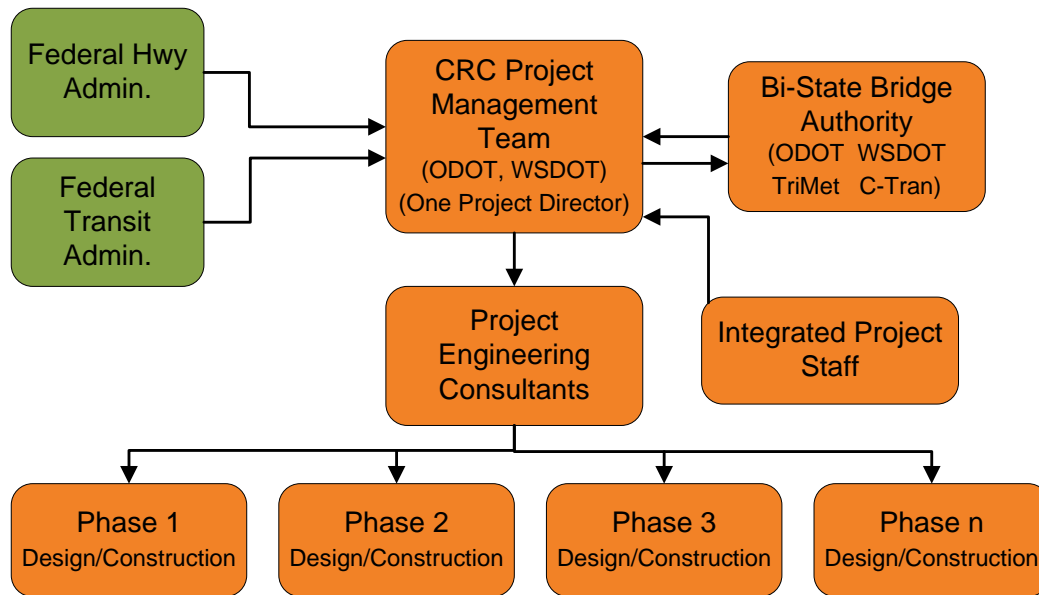 Federal Hwy
Admin.
Federal
Transit
Admin.
CRC Project
Management
Team
(ODOT, WSDOT)
(One Project Director)
Bi-State Bridge
Authority
(ODOT WSDOT
TriMet C-Tran)
Project
Engineering
Consultants
Integrated Project
Staff
Phase 1
Design/Construction
Phase 2
Design/Construction
Phase 3
Design/Construction
Phase n
Design/Construction